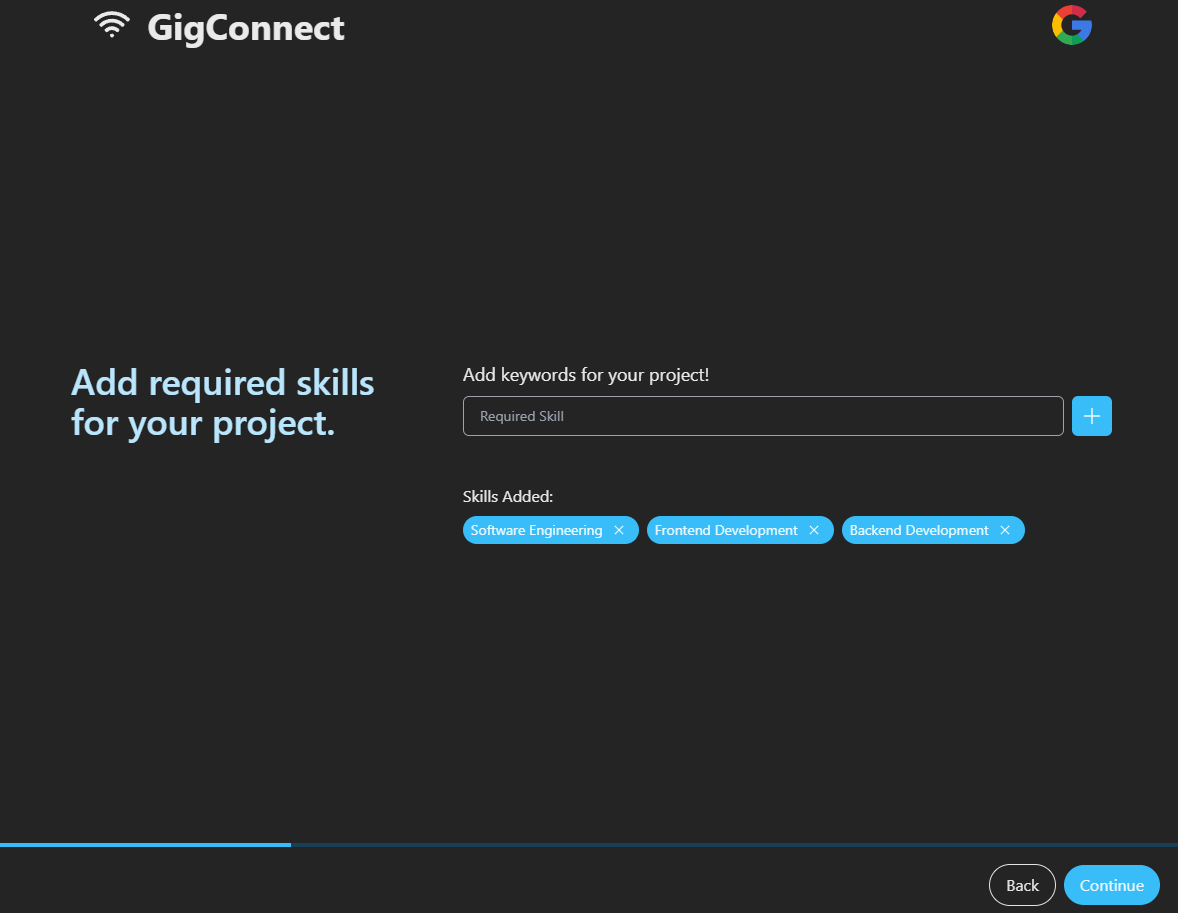 GigConnect
Add required skills
for your project.
Add keywords for your project!
Required Skill
Skills Added:
Software Engineering
Frontend Development
Backend Development
Back
Continue